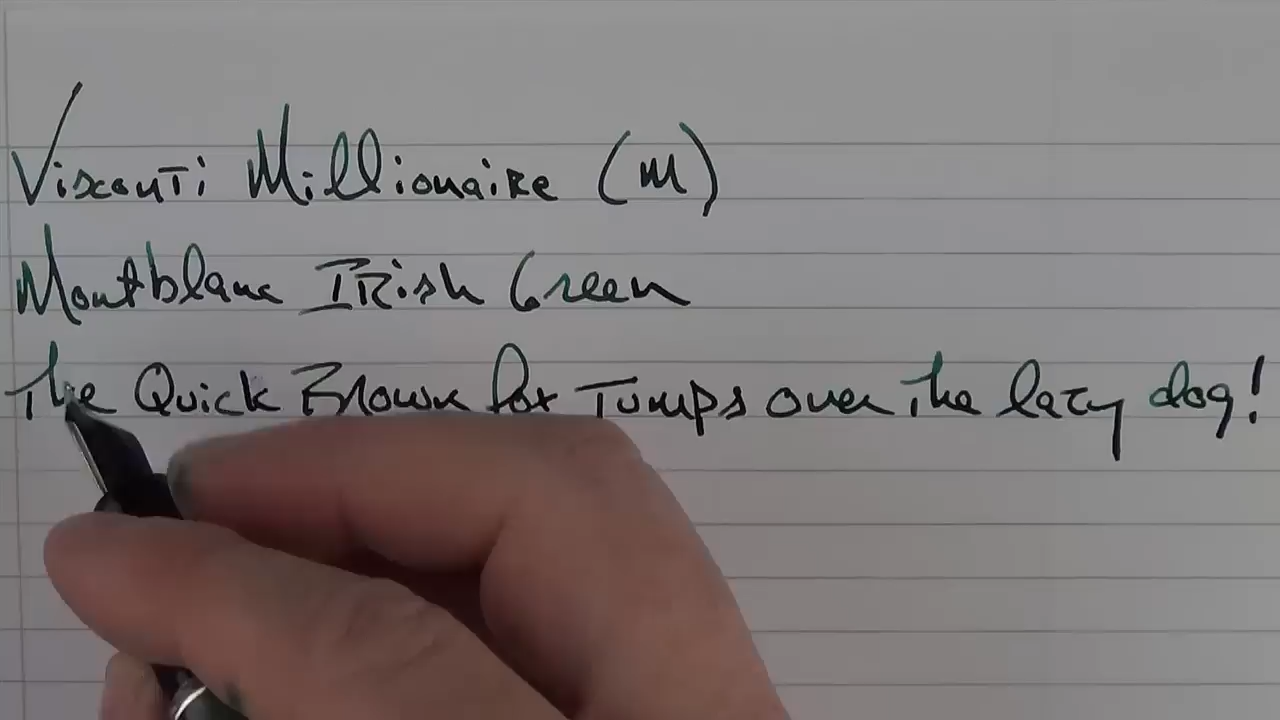 Visconti Millionaire (M)
Montblanc IRish Green
The Quick Brown fox Jumps over The lazy dog!